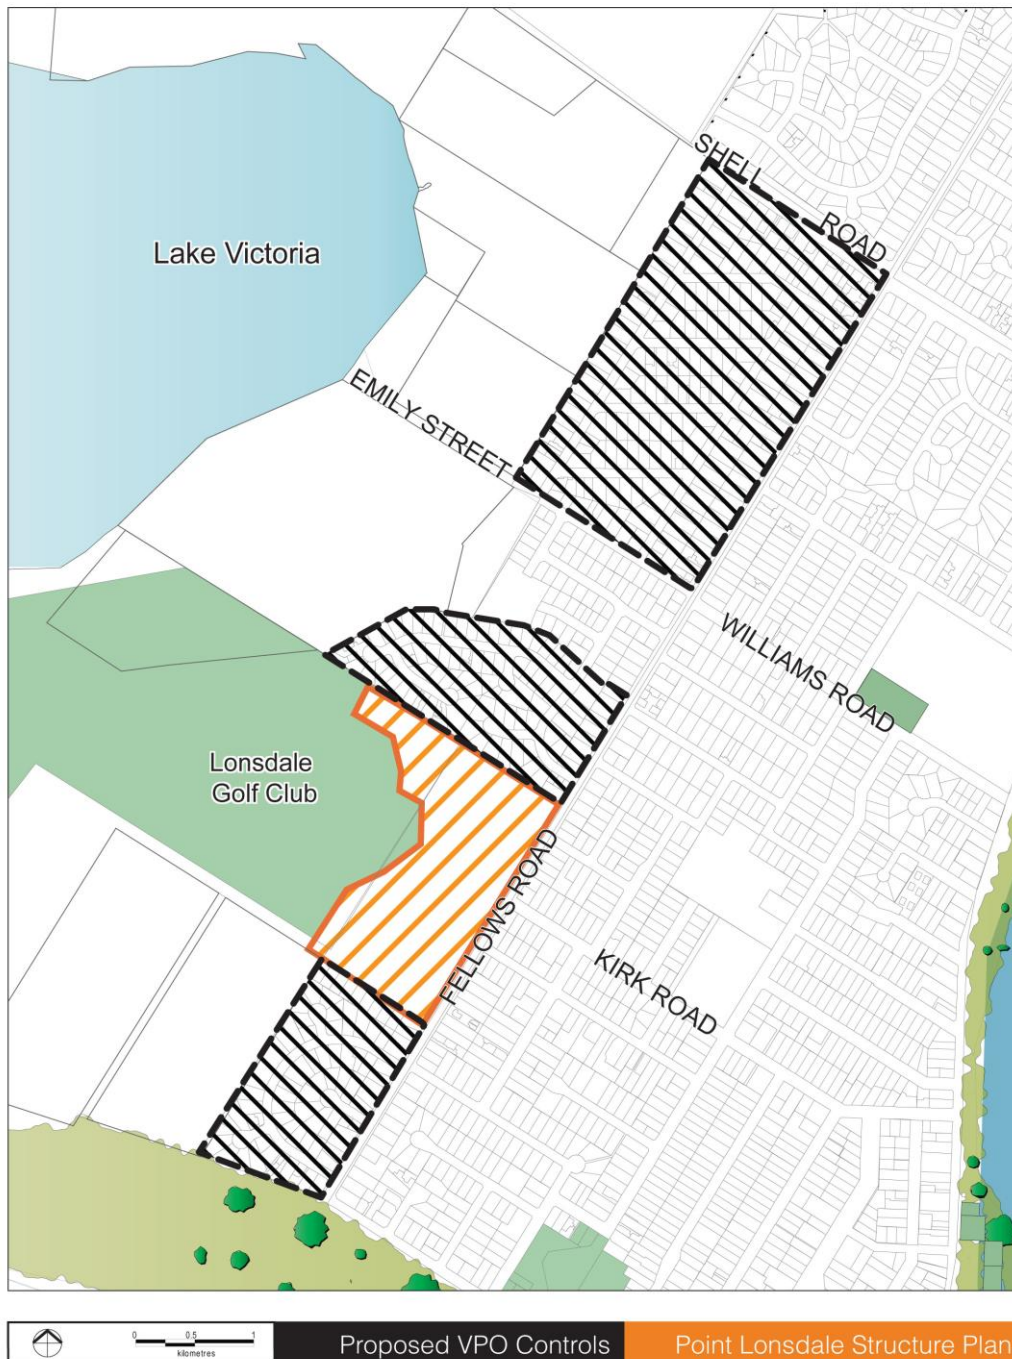 SHELL
ROAD
Lake Victoria
EMILY STREET
WILLIAMS ROAD
Lonsdale
Golf Club
FELLOWS ROAD
KIRK ROAD
0 0.5 1
kilometres
Proposed VPO Controls
Point Lonsdale Structure Plan